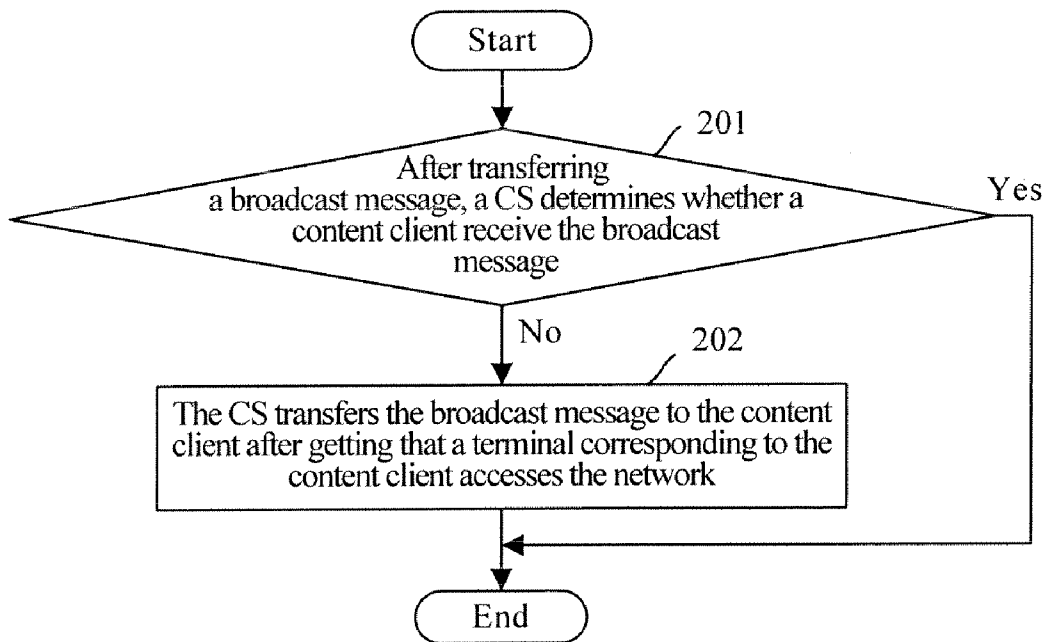 Start
201
After transferring
a broadcast message, a CS determines whether a
content client receive the broadcast
message
Yes
No
202
The CS transfers the broadcast message to the content
client after getting that a terminal corresponding to the
content client accesses the network
End